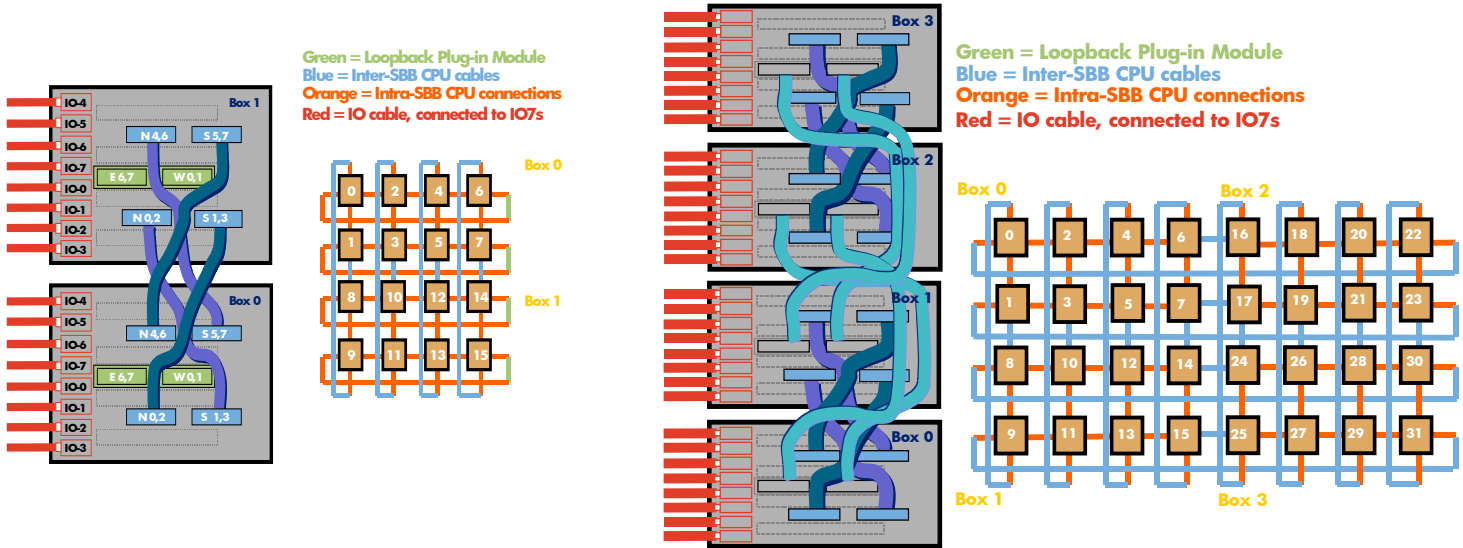 Box 1
IO-4
IO-5
IO-6
IO-7
IO-0
IO-1
IO-2
IO-3
N 4,6
S 5,7
E 6,7
W0,1
N 0,2
S 1,3
Box 0
IO-4
IO-5
IO-6
IO-7
IO-0
IO-1
IO-2
IO-3
N4,6
S5,7
E 6,7
W0,1
N0,2
S 1,3
Green = Loopback Plug-in Module
Blue = Inter-SBB CPU cables
Orange = Intra-SBB CPU connections
Red = IO cable, connected to IO7s
Box 0
0 2 4 6
1 3 5 7
Box 1
8 10 12 14
9 11 13 15
Box 3
Box 2
Box 1
Box 0
Green = Loopback Plug-in Module
Blue = Inter-SBB CPU cables
Orange = Intra-SBB CPU connections
Red = IO cable, connected to IO7s
Box 0 Box 2
0 2 4 6 16 18 20 22
1 3 5 7 17 19 21 23
8 10 12 14 24 26 28 30
9 11 13 15 25 27 29 31
Box 1 Box 3